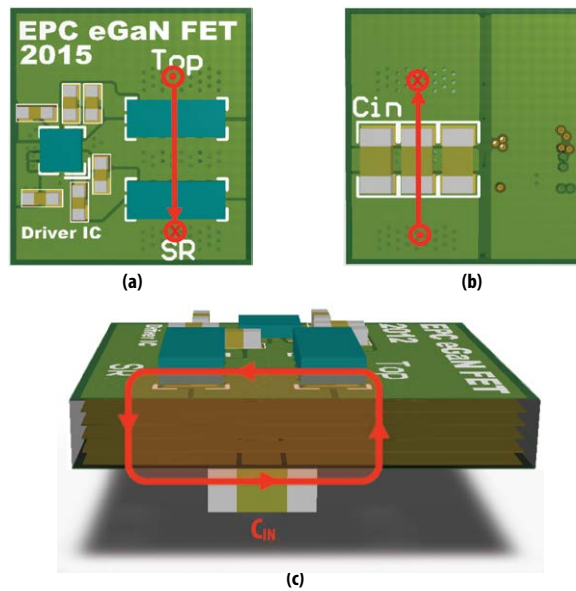 EPC eGaN FET
2015
Top
Driver IC
SR
(a)
Cin
(b)
Driver IC
SR
EPC eGaN FET
2012
Top
CIN
(c)